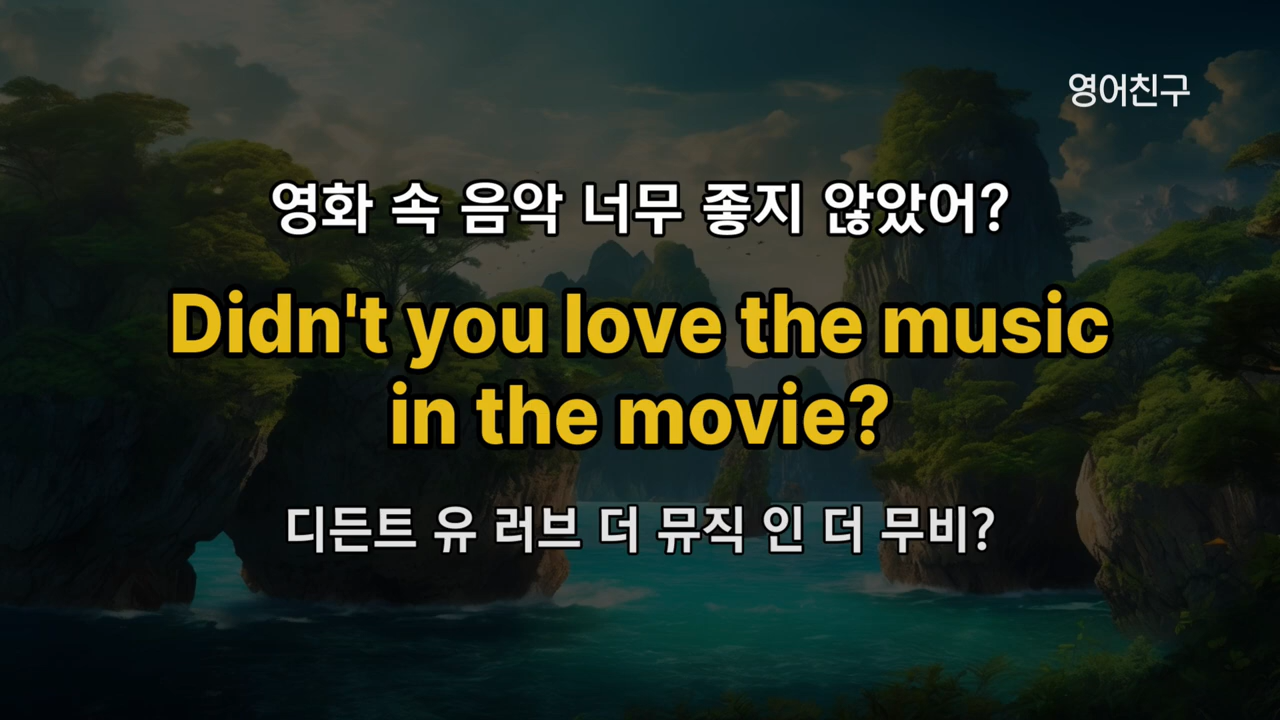 영어친구
영화 속 음악 너무 좋지 않았어?
Didn't you love the music
in the movie?
디든트 유 러브 더 뮤직 인 더 무비?